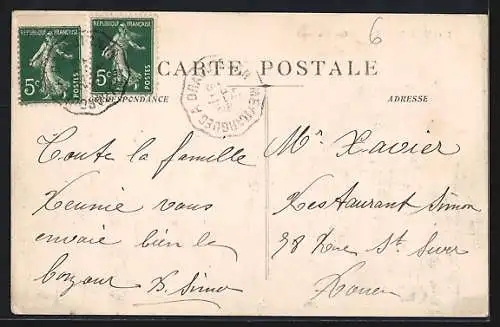 REPUBLIQUE FRANÇAISE
5c
POSTES
REPUBLIQUE FRANÇAISE
5c
POSTES
6
CARTE POSTALE
CORRESPONDANCE
ADRESSE
Toute la famille
Reunie vous
envoie bien le
bonjour D. Simon
Mr Xavier
Restaurant Simon
38 Rue St Sever
Rouen